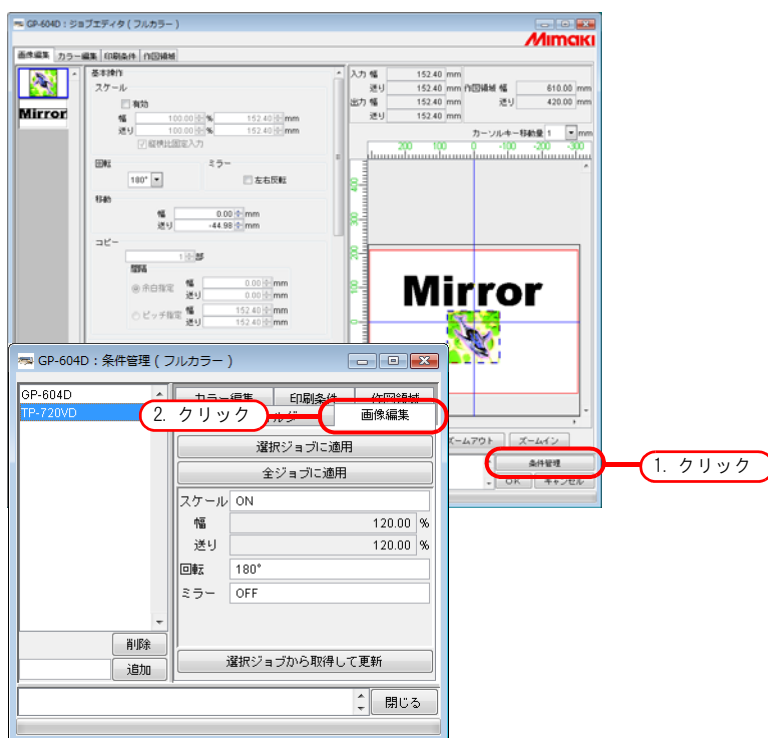 GP-604D：ジョブエディタ ( フルカラー )
Mimaki
画像編集 カラー編集 印刷条件 作図領域
Mirror
基本操作
スケール
有効
幅 100.00 % 152.40 mm
送り 100.00 % 152.40 mm
縦横比固定入力
回転 ミラー
180° 左右反転
移動
幅 0.00 mm
送り -44.98 mm
コピー
1 部
間隔
余白指定 幅 0.00 mm
送り 0.00 mm
ピッチ指定 幅 152.40 mm
送り 152.40 mm
入力 幅 152.40 mm 作図領域 幅 610.00 mm
送り 152.40 mm 送り 420.00 mm
出力 幅 152.40 mm
送り 152.40 mm
カーソルキー移動量 1 mm
200 100 0 -100 -200 -300
400
Mirror
ズームアウト ズームイン
条件管理
OK キャンセル
1. クリック
GP-604D：条件管理 ( フルカラー )
GP-604D
TP-720VD
カラー編集 印刷条件 作図領域
画像編集
2. クリック
選択ジョブに適用
全ジョブに適用
スケール ON
幅 120.00 %
送り 120.00 %
回転 180°
ミラー OFF
選択ジョブから取得して更新
削除
追加
閉じる